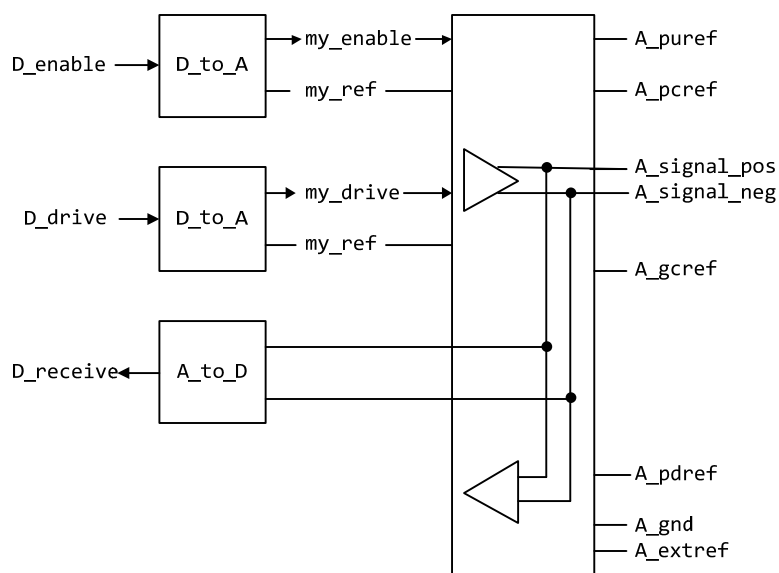 my_enable
A_puref
D_enable
D_to_A
my_ref
A_pcref
A_signal_pos
my_drive
A_signal_neg
D_drive
D_to_A
my_ref
A_gcref
D_receive
A_to_D
A_pdref
A_gnd
A_extref